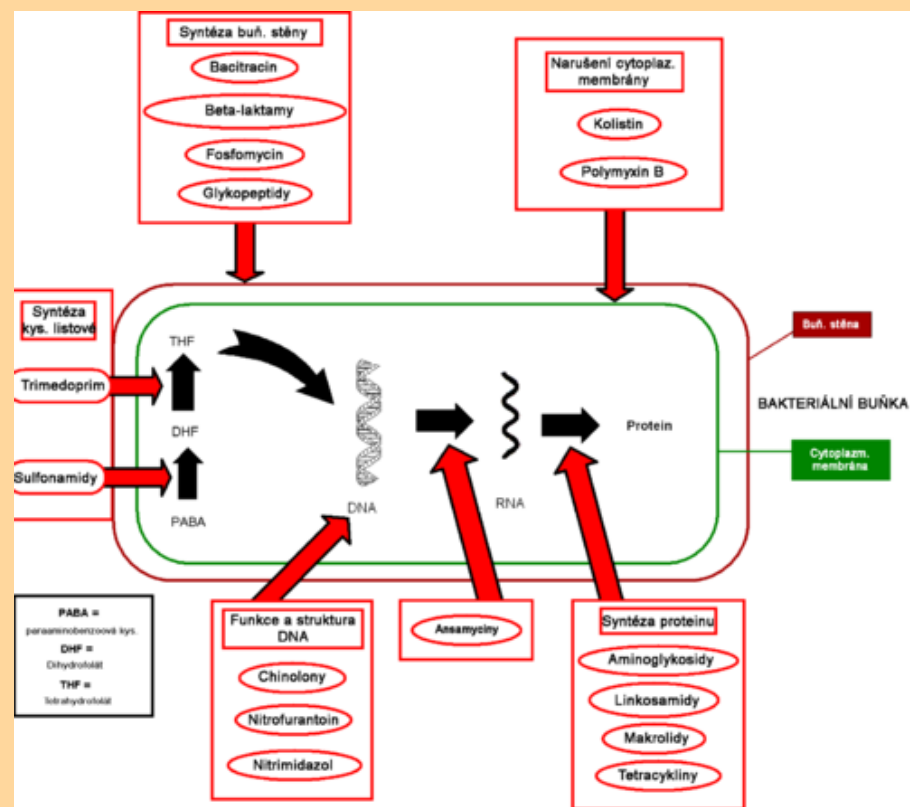 Syntéza buň. stěny
Bacitracin
Beta-laktamy
Fosfomycin
Glykopeptidy
Narušení cytoplaz.
membrány
Kolistin
Polymyxin B
Syntéza
kys. listové
Trimedoprim
Sulfonamidy
THF
DHF
PABA
DNA
RNA
Protein
Buň. stěna
BAKTERIÁLNÍ BUŇKA
Cytoplazm.
membrána
PABA =
paraaminobenzoová kys.
DHF =
Dihydrofolát
THF =
Tetrahydrofolát
Funkce a struktura
DNA
Chinolony
Nitrofurantoin
Nitrimidazol
Ansamyciny
Syntéza proteinu
Aminoglykosidy
Linkosamidy
Makrolidy
Tetracykliny